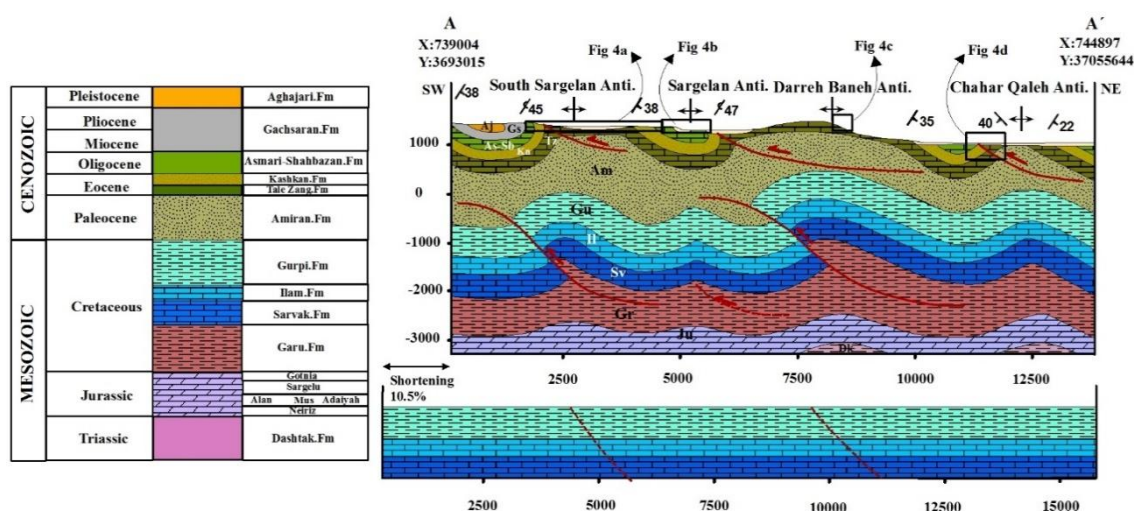 A
X:739004
Y:3693015
Fig 4a
Fig 4b
Fig 4c
Fig 4d
A´
X:744897
Y:37055644
SW
South Sargelan Anti.
Sargelan Anti.
Darreh Baneh Anti.
Chahar Qaleh Anti.
NE
38
45
38
47
35
40
22
CENOZOIC
Pleistocene
Aghajari.Fm
Pliocene
Miocene
Gachsaran.Fm
Oligocene
Asmari-Shahbazan.Fm
Eocene
Kashkan.Fm
Tale Zang.Fm
Paleocene
Amiran.Fm
MESOZOIC
Cretaceous
Gurpi.Fm
Ilam.Fm
Sarvak.Fm
Garu.Fm
Jurassic
Gotnia
Sargelu
Alan Mus Adaiyah
Neiriz
Triassic
Dashtak.Fm
1000
0
-1000
-2000
-3000
Aj
Gs
As-Sb
Ka
Tz
Am
Gu
Il
Sv
Gr
Ju
Dk
2500
5000
7500
10000
12500
Shortening
10.5%
2500
5000
7500
10000
12500
15000